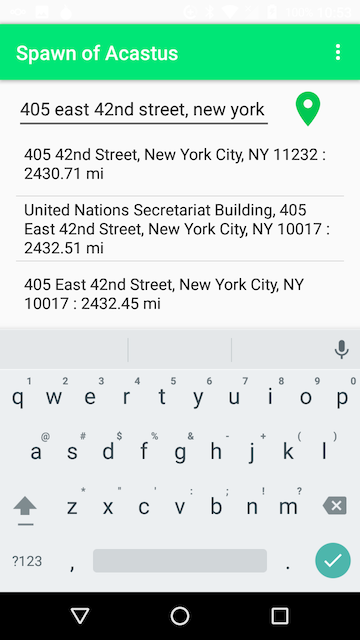 Spawn of Acastus
405 east 42nd street, new york
405 42nd Street, New York City, NY 11232 :
2430.71 mi
United Nations Secretariat Building, 405
East 42nd Street, New York City, NY 10017 :
2432.51 mi
405 East 42nd Street, New York City, NY
10017 : 2432.45 mi
1 2 3 4 5 6 7 8 9 0
q w e r t y u i o p
@ # $ % & - + ( )
a s d f g h j k l
* " ' : ; ! ?
z x c v b n m
?123 , .